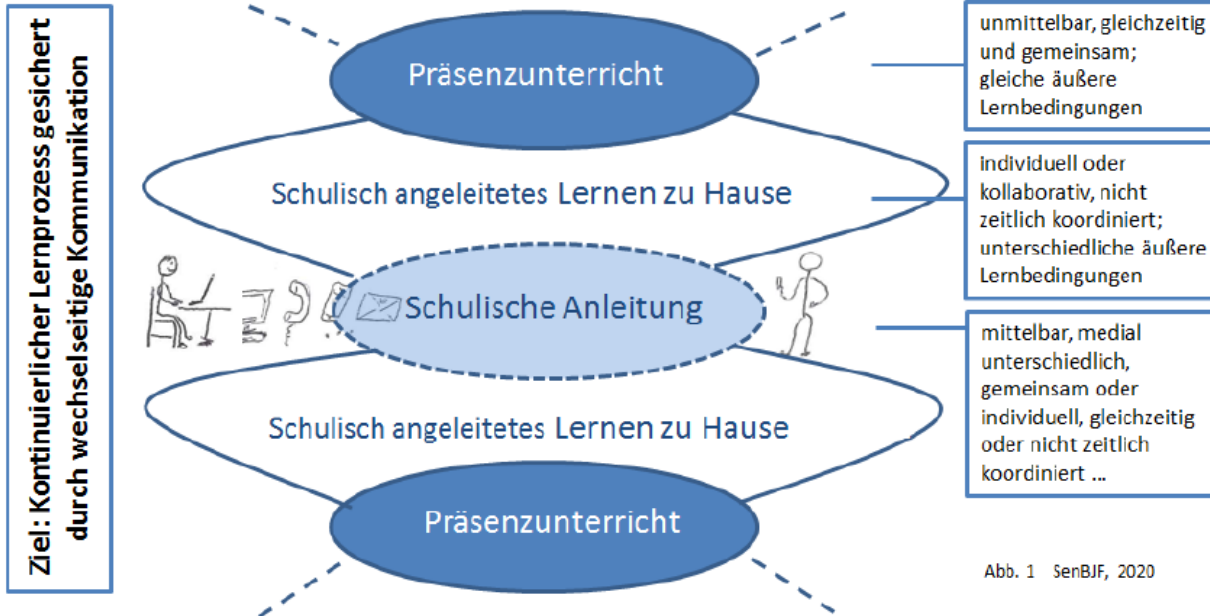 Ziel: Kontinuierlicher Lernprozess gesichert
durch wechselseitige Kommunikation
Präsenzunterricht
Schulisch angeleitetes Lernen zu Hause
Schulische Anleitung
Schulisch angeleitetes Lernen zu Hause
Präsenzunterricht
unmittelbar, gleichzeitig
und gemeinsam;
gleiche äußere
Lernbedingungen
individuell oder
kollaborativ, nicht
zeitlich koordiniert;
unterschiedliche äußere
Lernbedingungen
mittelbar, medial
unterschiedlich,
gemeinsam oder
individuell, gleichzeitig
oder nicht zeitlich
koordiniert ...
Abb. 1 SenBJF, 2020